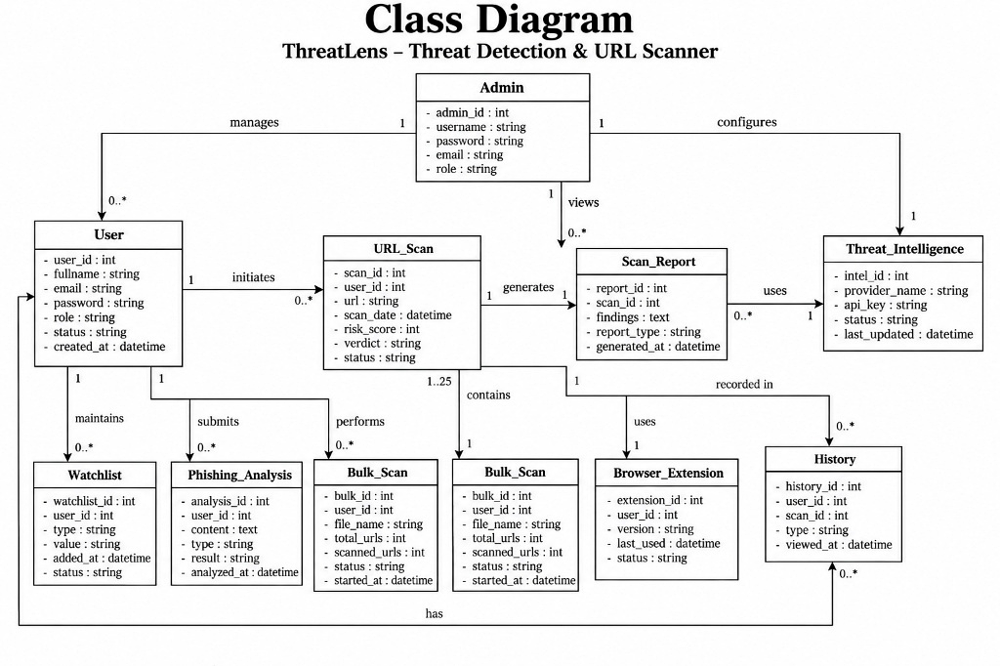 Class Diagram
ThreatLens – Threat Detection & URL Scanner
Admin
- admin_id : int
- username : string
- password : string
- email : string
- role : string
manages
1
1
configures
0..*
1
views
0..*
1
User
- user_id : int
- fullname : string
- email : string
- password : string
- role : string
- status : string
- created_at : datetime
1
initiates
0..*
URL_Scan
- scan_id : int
- user_id : int
- url : string
- scan_date : datetime
- risk_score : int
- verdict : string
- status : string
1
generates
1
Scan_Report
- report_id : int
- scan_id : int
- findings : text
- report_type : string
- generated_at : datetime
uses
0..*
1
Threat_Intelligence
- intel_id : int
- provider_name : string
- api_key : string
- status : string
- last_updated : datetime
1
maintains
0..*
1
submits
0..*
performs
0..*
1..25
contains
1
1
uses
1
recorded in
0..*
Watchlist
- watchlist_id : int
- user_id : int
- type : string
- value : string
- added_at : datetime
- status : string
Phishing_Analysis
- analysis_id : int
- user_id : int
- content : text
- type : string
- result : string
- analyzed_at : datetime
Bulk_Scan
- bulk_id : int
- user_id : int
- file_name : string
- total_urls : int
- scanned_urls : int
- status : string
- started_at : datetime
Bulk_Scan
- bulk_id : int
- user_id : int
- file_name : string
- total_urls : int
- scanned_urls : int
- status : string
- started_at : datetime
Browser_Extension
- extension_id : int
- user_id : int
- version : string
- last_used : datetime
- status : string
History
- history_id : int
- user_id : int
- scan_id : int
- type : string
- viewed_at : datetime
0..*
has